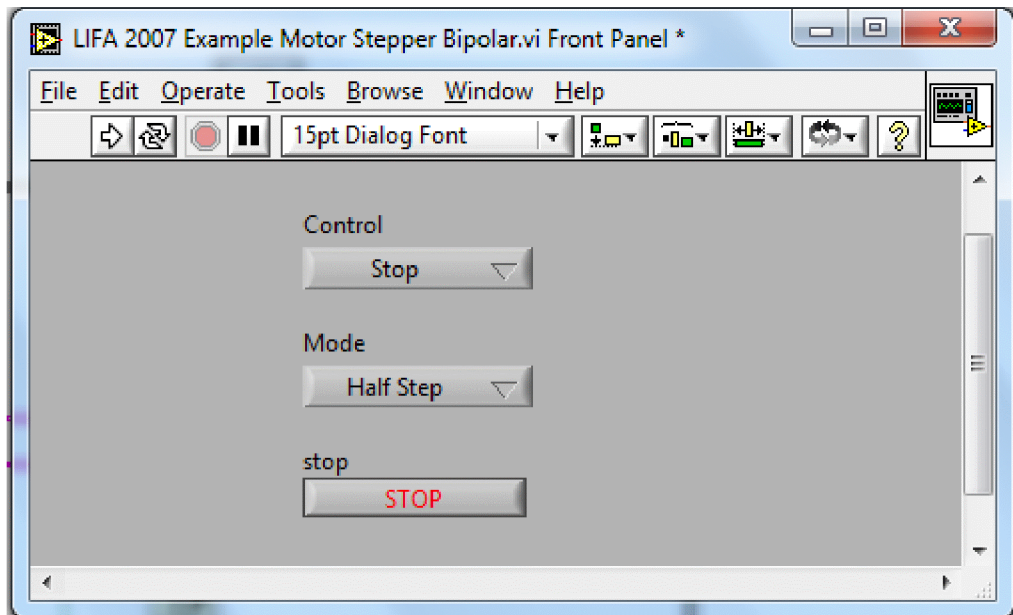 LIFA 2007 Example Motor Stepper Bipolar.vi Front Panel *
File Edit Operate Tools Browse Window Help
15pt Dialog Font
Control
Stop
Mode
Half Step
stop
STOP